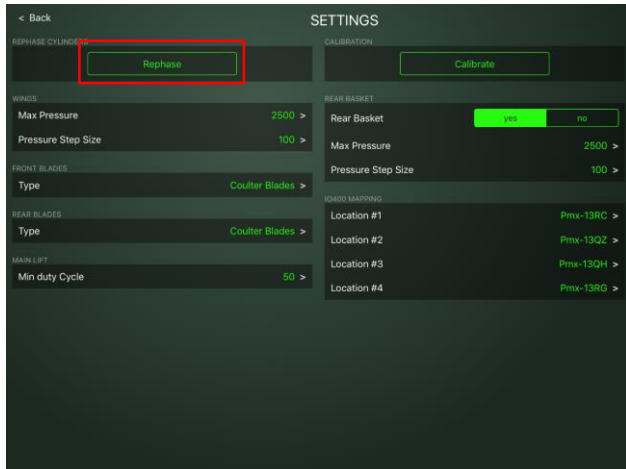 < Back
SETTINGS
REPHASE CYLINDERS
Rephase
WINGS
Max Pressure 2500 >
Pressure Step Size 100 >
FRONT BLADES
Type Coulter Blades >
REAR BLADES
Type Coulter Blades >
MAIN LIFT
Min duty Cycle 50 >
CALIBRATION
Calibrate
REAR BASKET
Rear Basket yes no
Max Pressure 2500 >
Pressure Step Size 100 >
IO400 MAPPING
Location #1 Pmx-13RC >
Location #2 Pmx-13QZ >
Location #3 Pmx-13QH >
Location #4 Pmx-13RG >